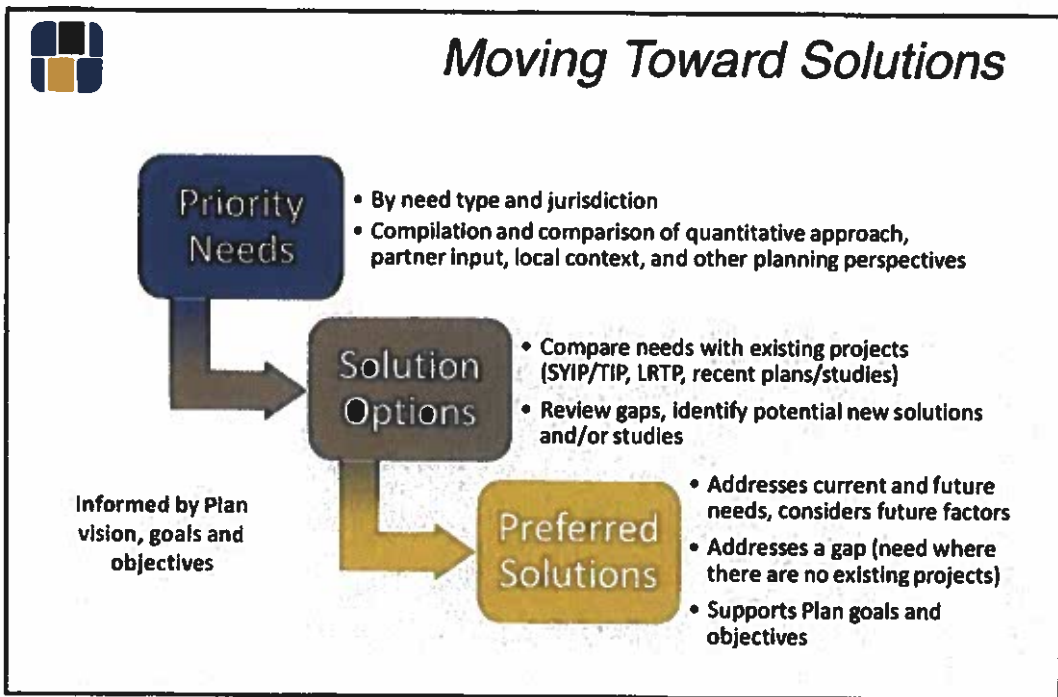 Moving Toward Solutions
Priority
Needs
• By need type and jurisdiction
• Compilation and comparison of quantitative approach,
partner input, local context, and other planning perspectives
Solution
Options
• Compare needs with existing projects
(SYIP/TIP, LRTP, recent plans/studies)
• Review gaps, identify potential new solutions
and/or studies
Informed by Plan
vision, goals and
objectives
Preferred
Solutions
• Addresses current and future
needs, considers future factors
• Addresses a gap (need where
there are no existing projects)
• Supports Plan goals and
objectives